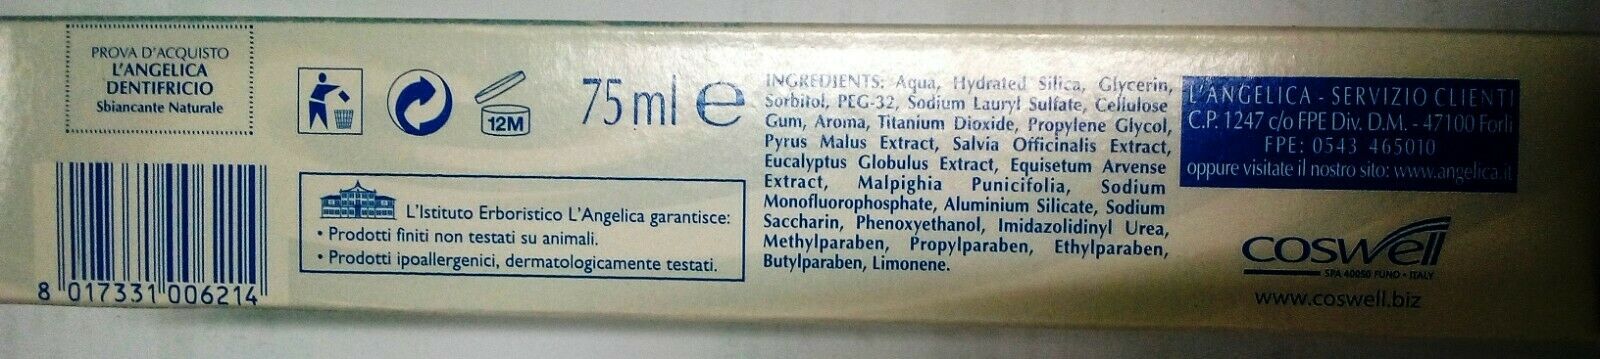 PROVA D'ACQUISTO
L'ANGELICA
DENTIFRICIO
Sbiancante Naturale
8 017331 006214
12M
75ml e
L'Istituto Erboristico L'Angelica garantisce:
• Prodotti finiti non testati su animali.
• Prodotti ipoallergenici, dermatologicamente testati.
INGREDIENTS: Aqua, Hydrated Silica, Glycerin,
Sorbitol, PEG-32, Sodium Lauryl Sulfate, Cellulose
Gum, Aroma, Titanium Dioxide, Propylene Glycol,
Pyrus Malus Extract, Salvia Officinalis Extract,
Eucalyptus Globulus Extract, Equisetum Arvense
Extract, Malpighia Punicifolia, Sodium
Monofluorophosphate, Aluminium Silicate, Sodium
Saccharin, Phenoxyethanol, Imidazolidinyl Urea,
Methylparaben, Propylparaben, Ethylparaben,
Butylparaben, Limonene.
L'ANGELICA - SERVIZIO CLIENTI
C.P. 1247 c/o FPE Div. D.M. - 47100 Forlì
FPE: 0543 465010
oppure visitate il nostro sito: www.angelica.it
COSWell
SPA 40050 FUNO • ITALY
www.coswell.biz